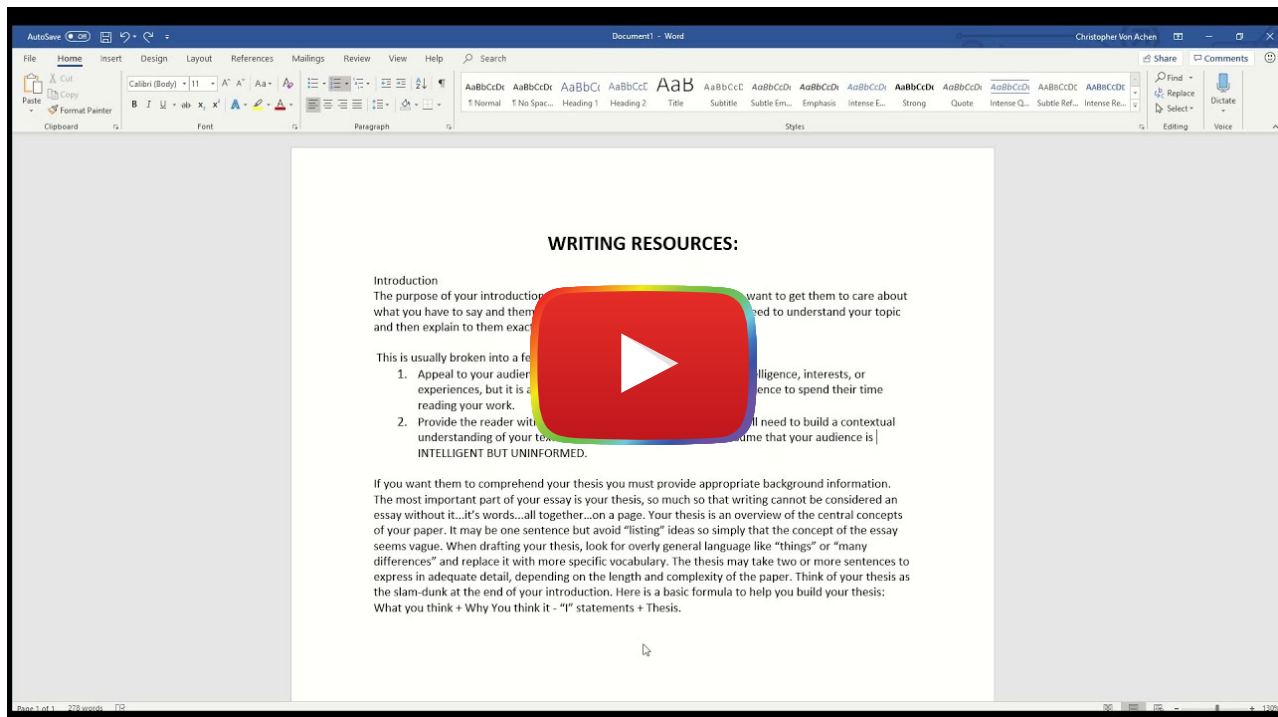 AutoSave Off Document1 - Word Christopher Von Achen
File Home Insert Design Layout References Mailings Review View Help Search Share Comments
Cut
Copy
Paste
Format Painter
Calibri (Body) 11
B I U ab x x A A
AaBbCcDc AaBbCcDc AaBbCc AaBbCcC AaB AaBbCcC AaBbCcDc AaBbCcDc AaBbCcDc AaBbCcDc AaBbCcDc AaBbCcDc AABBCCDC AABBCCDC
¶ Normal ¶ No Spac... Heading 1 Heading 2 Title Subtitle Subtle Em... Emphasis Intense E... Strong Quote Intense Q... Subtle Ref... Intense Re...
Find
Replace
Select
Dictate
Clipboard Font Paragraph Styles Editing Voice
WRITING RESOURCES:
Introduction
The purpose of your introduction want to get them to care about
what you have to say and them eed to understand your topic
and then explain to them exac
This is usually broken into a fe
1. Appeal to your audien elligence, interests, or
experiences, but it is a ence to spend their time
reading your work.
2. Provide the reader wit ll need to build a contextual
understanding of your te ume that your audience is
INTELLIGENT BUT UNINFORMED.
If you want them to comprehend your thesis you must provide appropriate background information.
The most important part of your essay is your thesis, so much so that writing cannot be considered an
essay without it...it's words...all together...on a page. Your thesis is an overview of the central concepts
of your paper. It may be one sentence but avoid “listing” ideas so simply that the concept of the essay
seems vague. When drafting your thesis, look for overly general language like “things” or “many
differences” and replace it with more specific vocabulary. The thesis may take two or more sentences to
express in adequate detail, depending on the length and complexity of the paper. Think of your thesis as
the slam-dunk at the end of your introduction. Here is a basic formula to help you build your thesis:
What you think + Why You think it - “I” statements + Thesis.
Page 1 of 1 278 words 130%